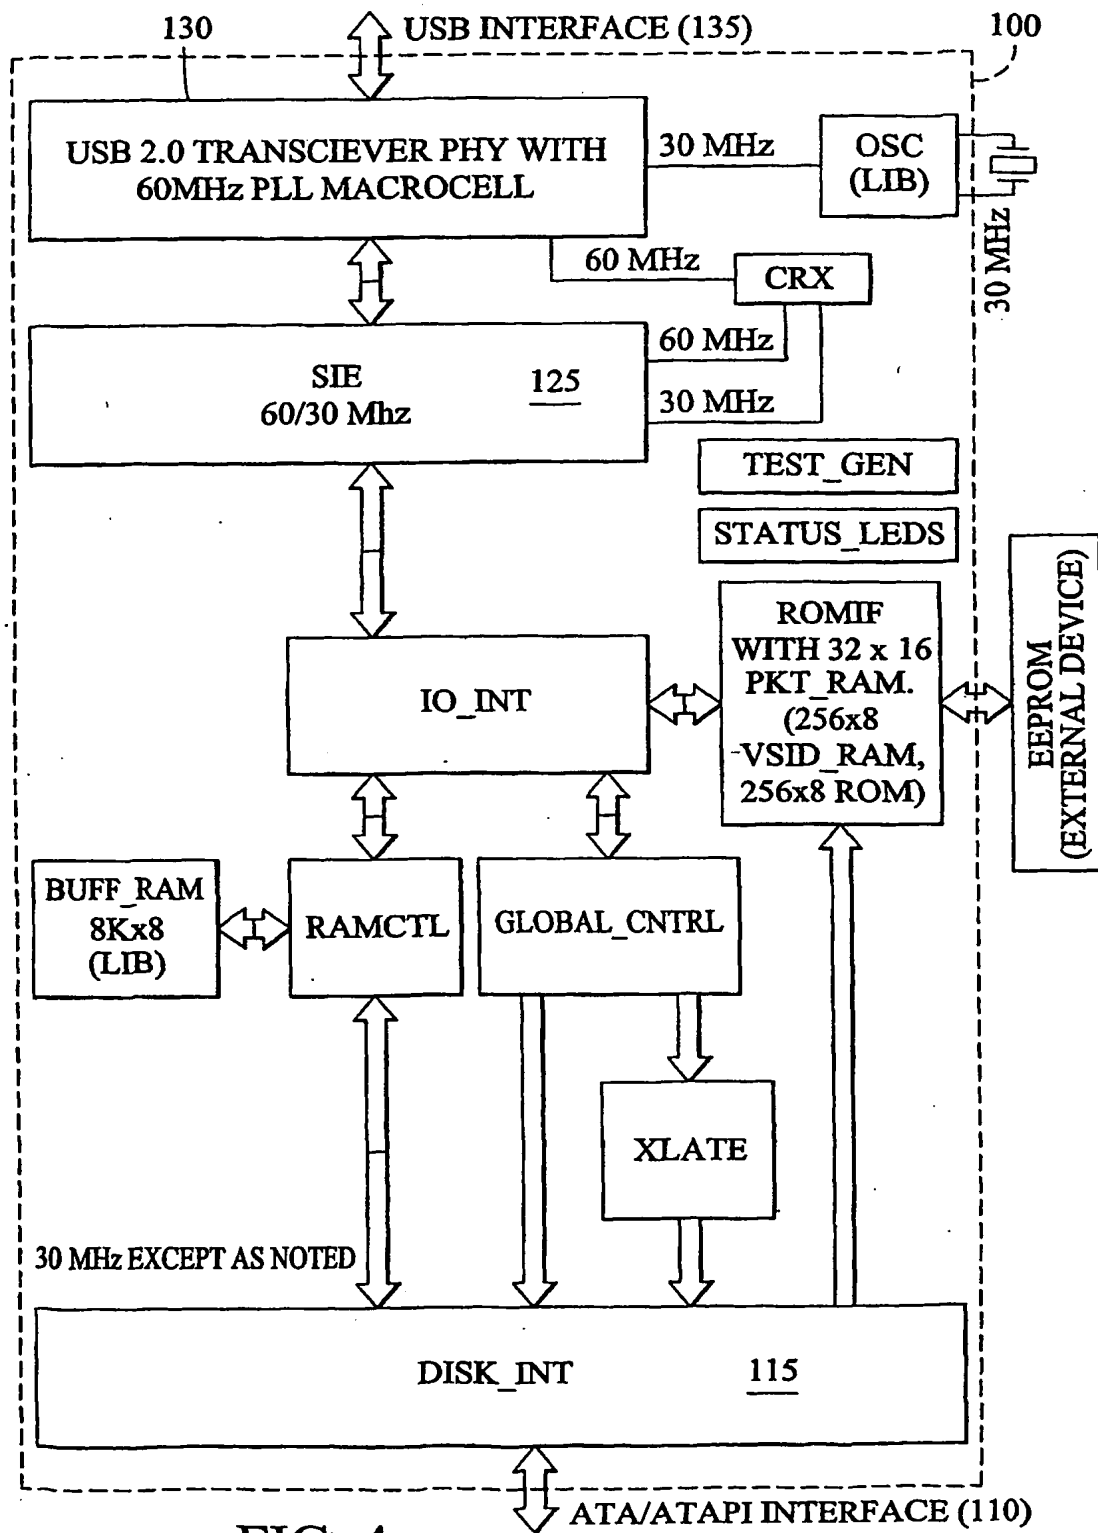 130
USB INTERFACE (135)
100
USB 2.0 TRANSCIEVER PHY WITH
60MHz PLL MACROCELL
30 MHz
OSC
(LIB)
30 MHz
60 MHz
CRX
SIE
60/30 Mhz
125
60 MHz
30 MHz
TEST_GEN
STATUS_LEDS
IO_INT
ROMIF
WITH 32 x 16
PKT_RAM.
(256x8
VSID_RAM,
256x8 ROM)
EEPROM
(EXTERNAL DEVICE)
BUFF_RAM
8Kx8
(LIB)
RAMCTL
GLOBAL_CNTRL
XLATE
30 MHz EXCEPT AS NOTED
DISK_INT
115
ATA/ATAPI INTERFACE (110)